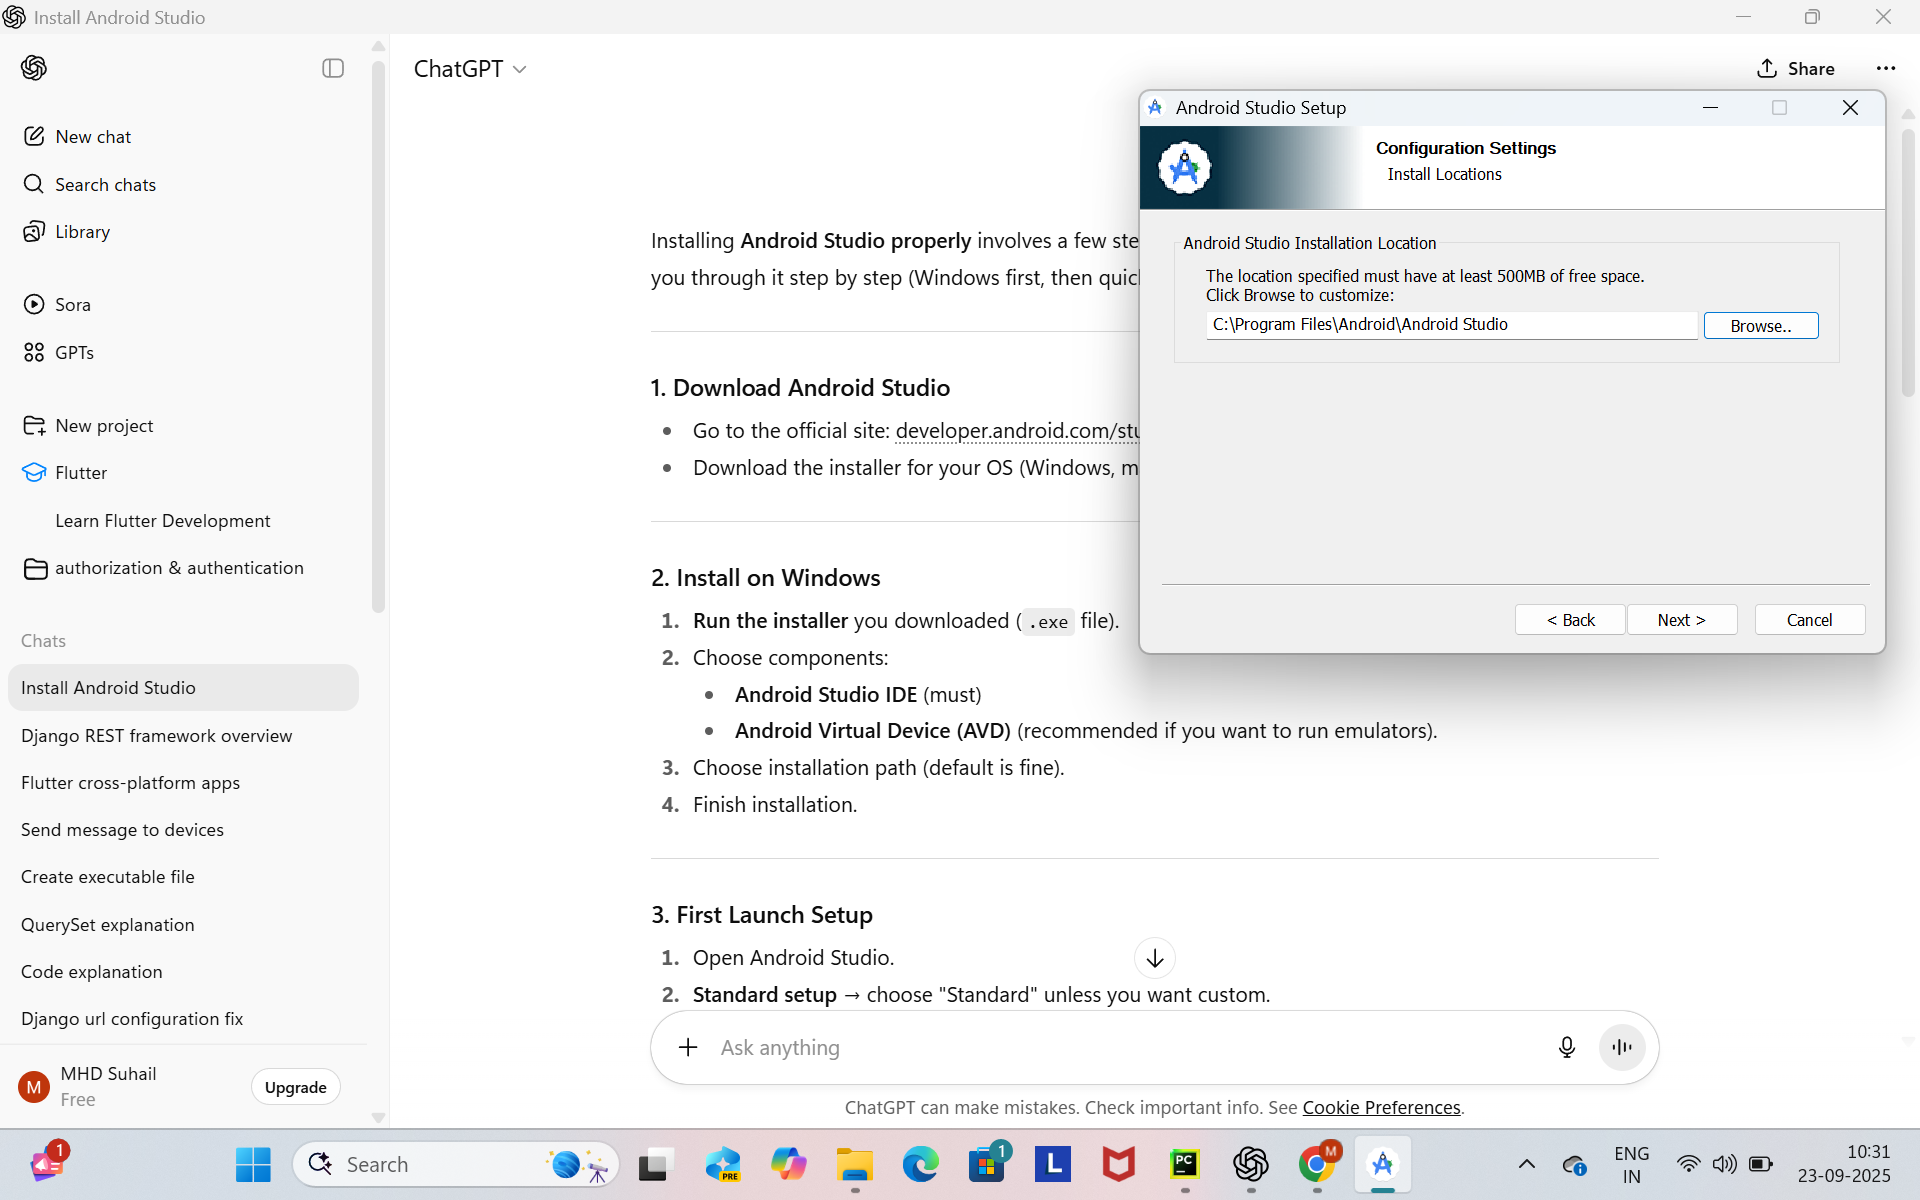 Install Android Studio
ChatGPT
Share
New chat
Search chats
Library
Sora
GPTs
New project
Flutter
Learn Flutter Development
authorization & authentication
Chats
Install Android Studio
Django REST framework overview
Flutter cross-platform apps
Send message to devices
Create executable file
QuerySet explanation
Code explanation
Django url configuration fix
M
MHD Suhail
Free
Upgrade
Installing Android Studio properly involves a few ste
you through it step by step (Windows first, then quic
1. Download Android Studio
Go to the official site: developer.android.com/stu
Download the installer for your OS (Windows, m
2. Install on Windows
1. Run the installer you downloaded ( .exe file).
2. Choose components:
Android Studio IDE (must)
Android Virtual Device (AVD) (recommended if you want to run emulators).
3. Choose installation path (default is fine).
4. Finish installation.
3. First Launch Setup
1. Open Android Studio.
2. Standard setup → choose "Standard" unless you want custom.
Ask anything
ChatGPT can make mistakes. Check important info. See Cookie Preferences.
Android Studio Setup
Configuration Settings
Install Locations
Android Studio Installation Location
The location specified must have at least 500MB of free space.
Click Browse to customize:
C:\Program Files\Android\Android Studio
Browse..
< Back
Next >
Cancel
1
Search
PRE
1
L
PC
M
ENG
IN
10:31
23-09-2025